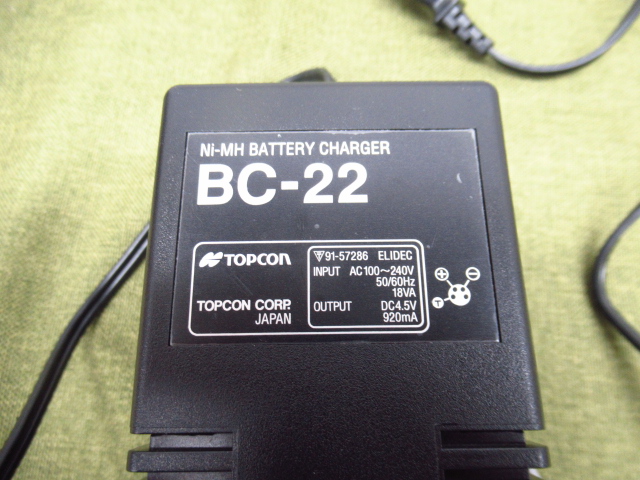 Ni-MH BATTERY CHARGER
BC-22
TOPCON
TOPCON CORP.
JAPAN
91-57286 ELIDEC
INPUT AC100~240V
50/60Hz
18VA
OUTPUT DC4.5V
920mA
+ −
T